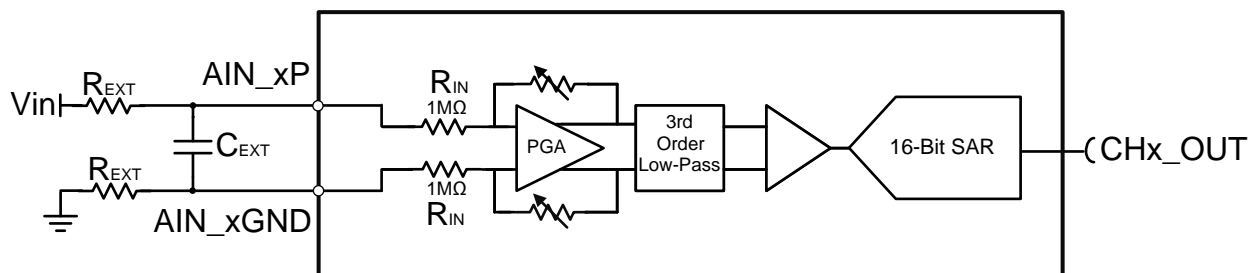 Vin
REXT
AIN_xP
CEXT
REXT
AIN_xGND
RIN
1MΩ
1MΩ
RIN
PGA
3rd
Order
Low-Pass
16-Bit SAR
CHx_OUT